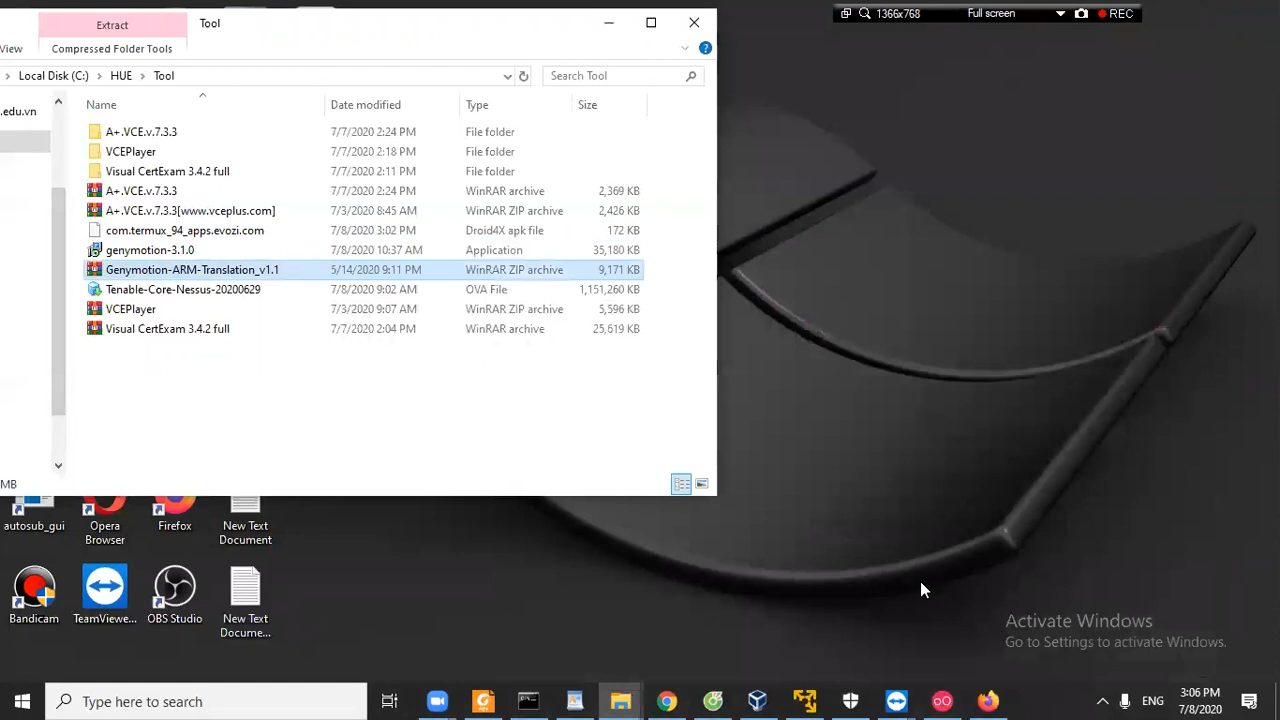 Extract
Tool
1366x768
Full screen
REC
View
Compressed Folder Tools
Local Disk (C:)
HUE
Tool
Search Tool
.edu.vn
Name
Date modified
Type
Size
A+.VCE.v.7.3.3
7/7/2020 2:24 PM
File folder
VCEPlayer
7/7/2020 2:18 PM
File folder
Visual CertExam 3.4.2 full
7/7/2020 2:11 PM
File folder
A+.VCE.v.7.3.3
7/7/2020 2:24 PM
WinRAR archive
2,369 KB
A+.VCE.v.7.3.3[www.vceplus.com]
7/3/2020 8:45 AM
WinRAR ZIP archive
2,426 KB
com.termux_94_apps.evozi.com
7/8/2020 3:02 PM
Droid4X apk file
172 KB
genymotion-3.1.0
7/8/2020 10:37 AM
Application
35,180 KB
Genymotion-ARM-Translation_v1.1
5/14/2020 9:11 PM
WinRAR ZIP archive
9,171 KB
Tenable-Core-Nessus-20200629
7/8/2020 9:02 AM
OVA File
1,151,260 KB
VCEPlayer
7/3/2020 9:07 AM
WinRAR ZIP archive
5,596 KB
Visual CertExam 3.4.2 full
7/7/2020 2:04 PM
WinRAR archive
25,619 KB
MB
autosub_gui
Opera
Browser
Firefox
New Text
Document
Bandicam
TeamViewe...
OBS Studio
New Text
Docume...
Activate Windows
Go to Settings to activate Windows.
Type here to search
ENG
3:06 PM
7/8/2020